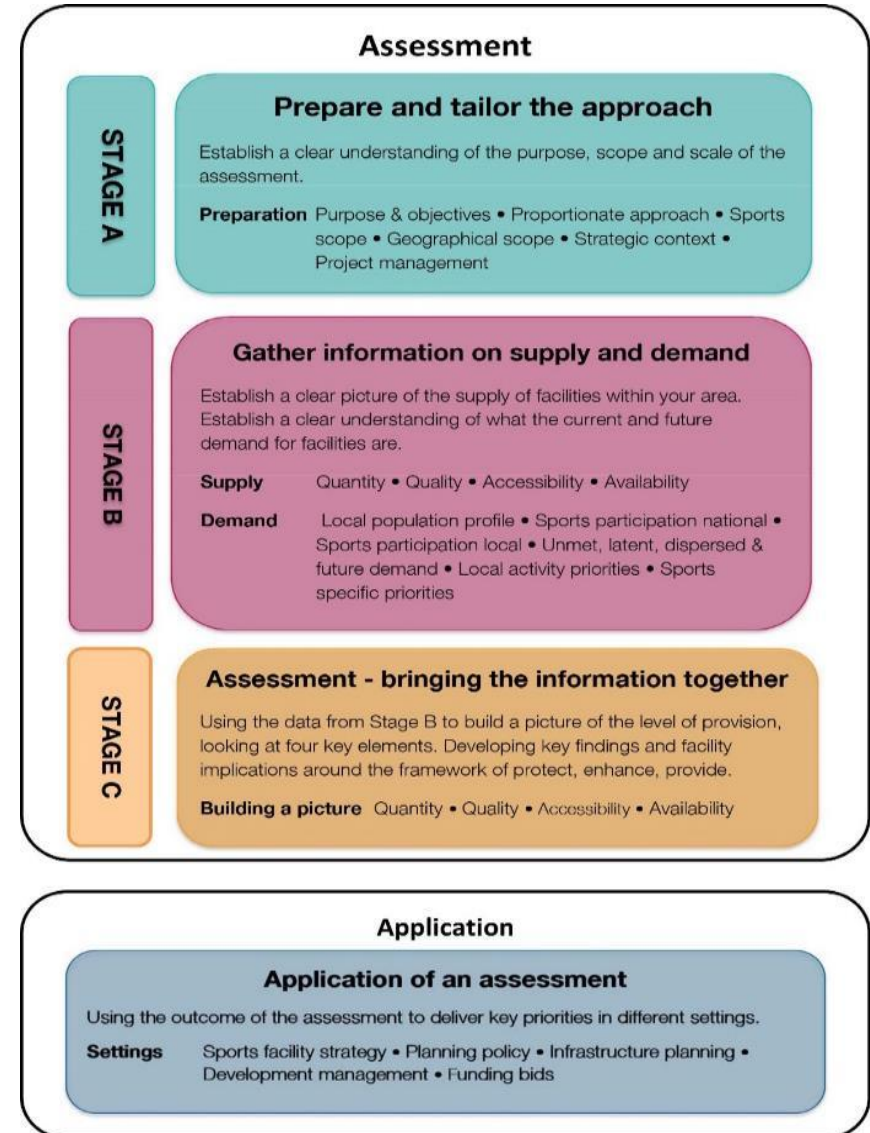 Assessment
STAGE A
Prepare and tailor the approach
Establish a clear understanding of the purpose, scope and scale of the
assessment.
Preparation Purpose & objectives • Proportionate approach • Sports
scope • Geographical scope • Strategic context •
Project management
STAGE B
Gather information on supply and demand
Establish a clear picture of the supply of facilities within your area.
Establish a clear understanding of what the current and future
demand for facilities are.
Supply Quantity • Quality • Accessibility • Availability
Demand Local population profile • Sports participation national •
Sports participation local • Unmet, latent, dispersed &
future demand • Local activity priorities • Sports
specific priorities
STAGE C
Assessment - bringing the information together
Using the data from Stage B to build a picture of the level of provision,
looking at four key elements. Developing key findings and facility
implications around the framework of protect, enhance, provide.
Building a picture Quantity • Quality • Accessibility • Availability
Application
Application of an assessment
Using the outcome of the assessment to deliver key priorities in different settings.
Settings Sports facility strategy • Planning policy • Infrastructure planning •
Development management • Funding bids